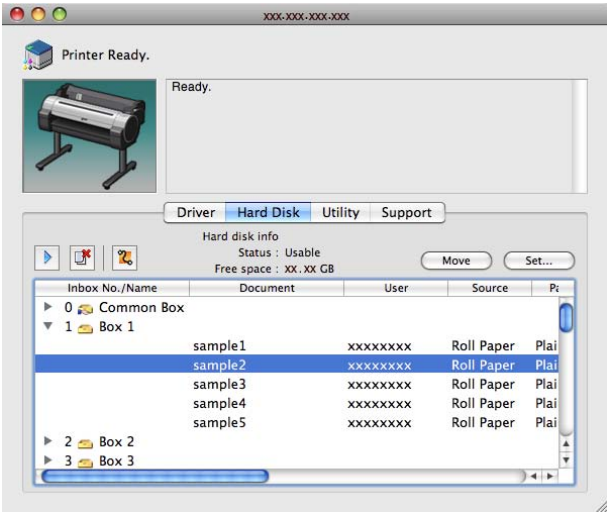 xxx.xxx.xxx.xxx
Printer Ready.
Ready.
Driver Hard Disk Utility Support
Hard disk info
Status : Usable
Free space : XX.XX GB
Move Set...
Inbox No./Name Document User Source Pa
0 Common Box
1 Box 1
sample1 xxxxxxxx Roll Paper Plai
sample2 xxxxxxxx Roll Paper Plai
sample3 xxxxxxxx Roll Paper Plai
sample4 xxxxxxxx Roll Paper Plai
sample5 xxxxxxxx Roll Paper Plai
2 Box 2
3 Box 3